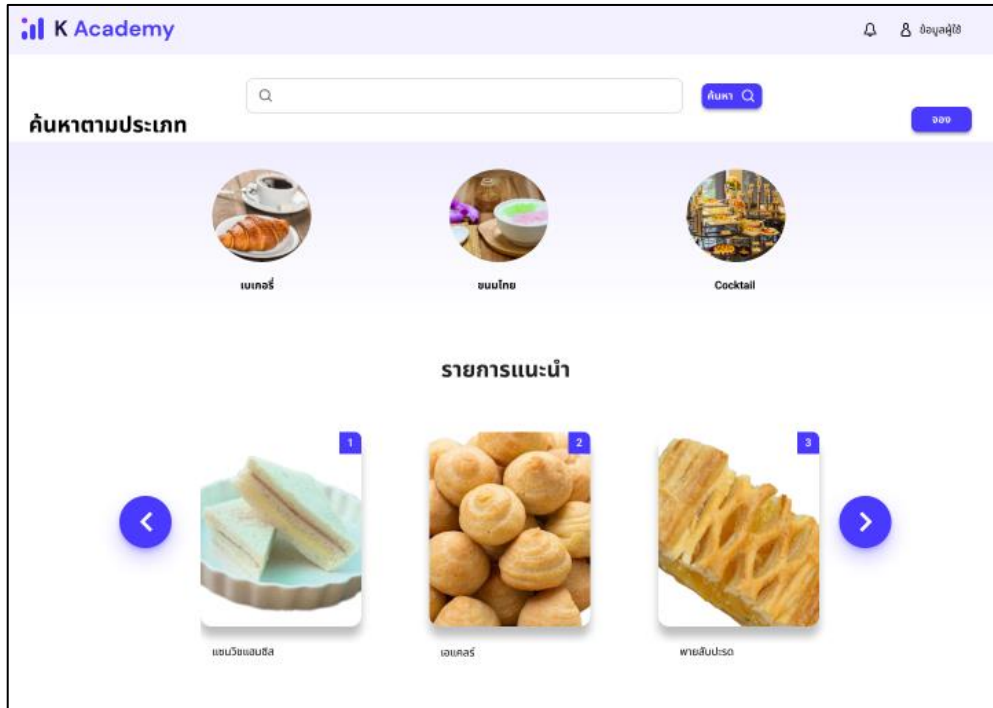 K Academy
ข้อมูลผู้ใช้
ค้นหา
ค้นหาตามประเภท
จอง
เบเกอรี่
ขนมไทย
Cocktail
รายการแนะนำ
1
2
3
แซนวิชแฮมชีส
เอแคลร์
พายสับปะรด